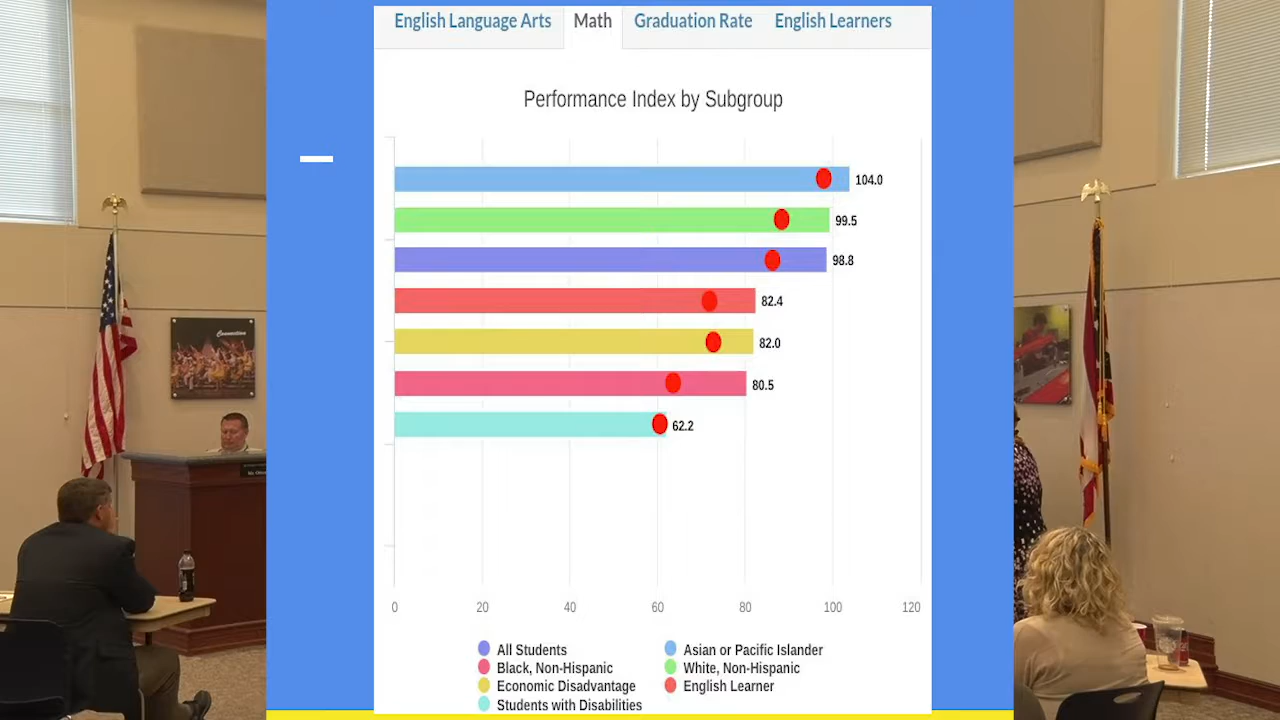 English Language Arts Math Graduation Rate English Learners
Performance Index by Subgroup
104.0
99.5
98.8
82.4
82.0
80.5
62.2
0 20 40 60 80 100 120
All Students Asian or Pacific Islander
Black, Non-Hispanic White, Non-Hispanic
Economic Disadvantage English Learner
Students with Disabilities